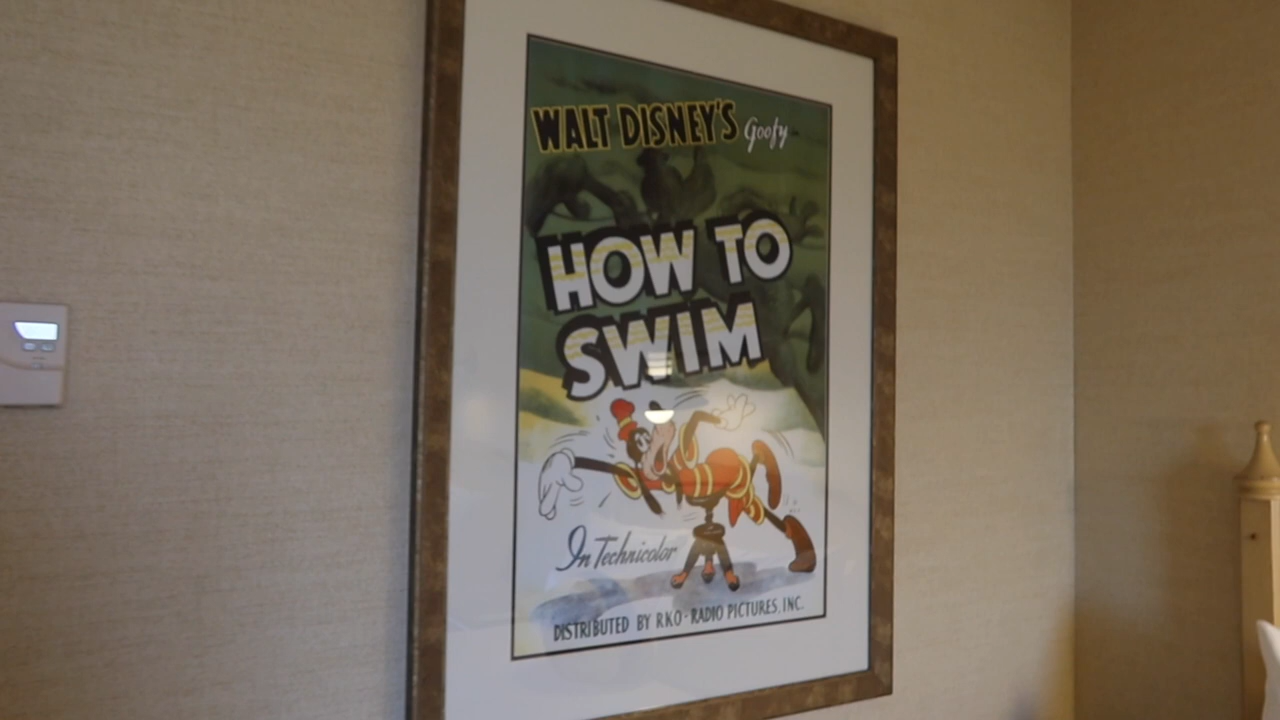 WALT DISNEY'S Goofy
HOW TO
SWIM
In Technicolor
DISTRIBUTED BY RKO-RADIO PICTURES, INC.